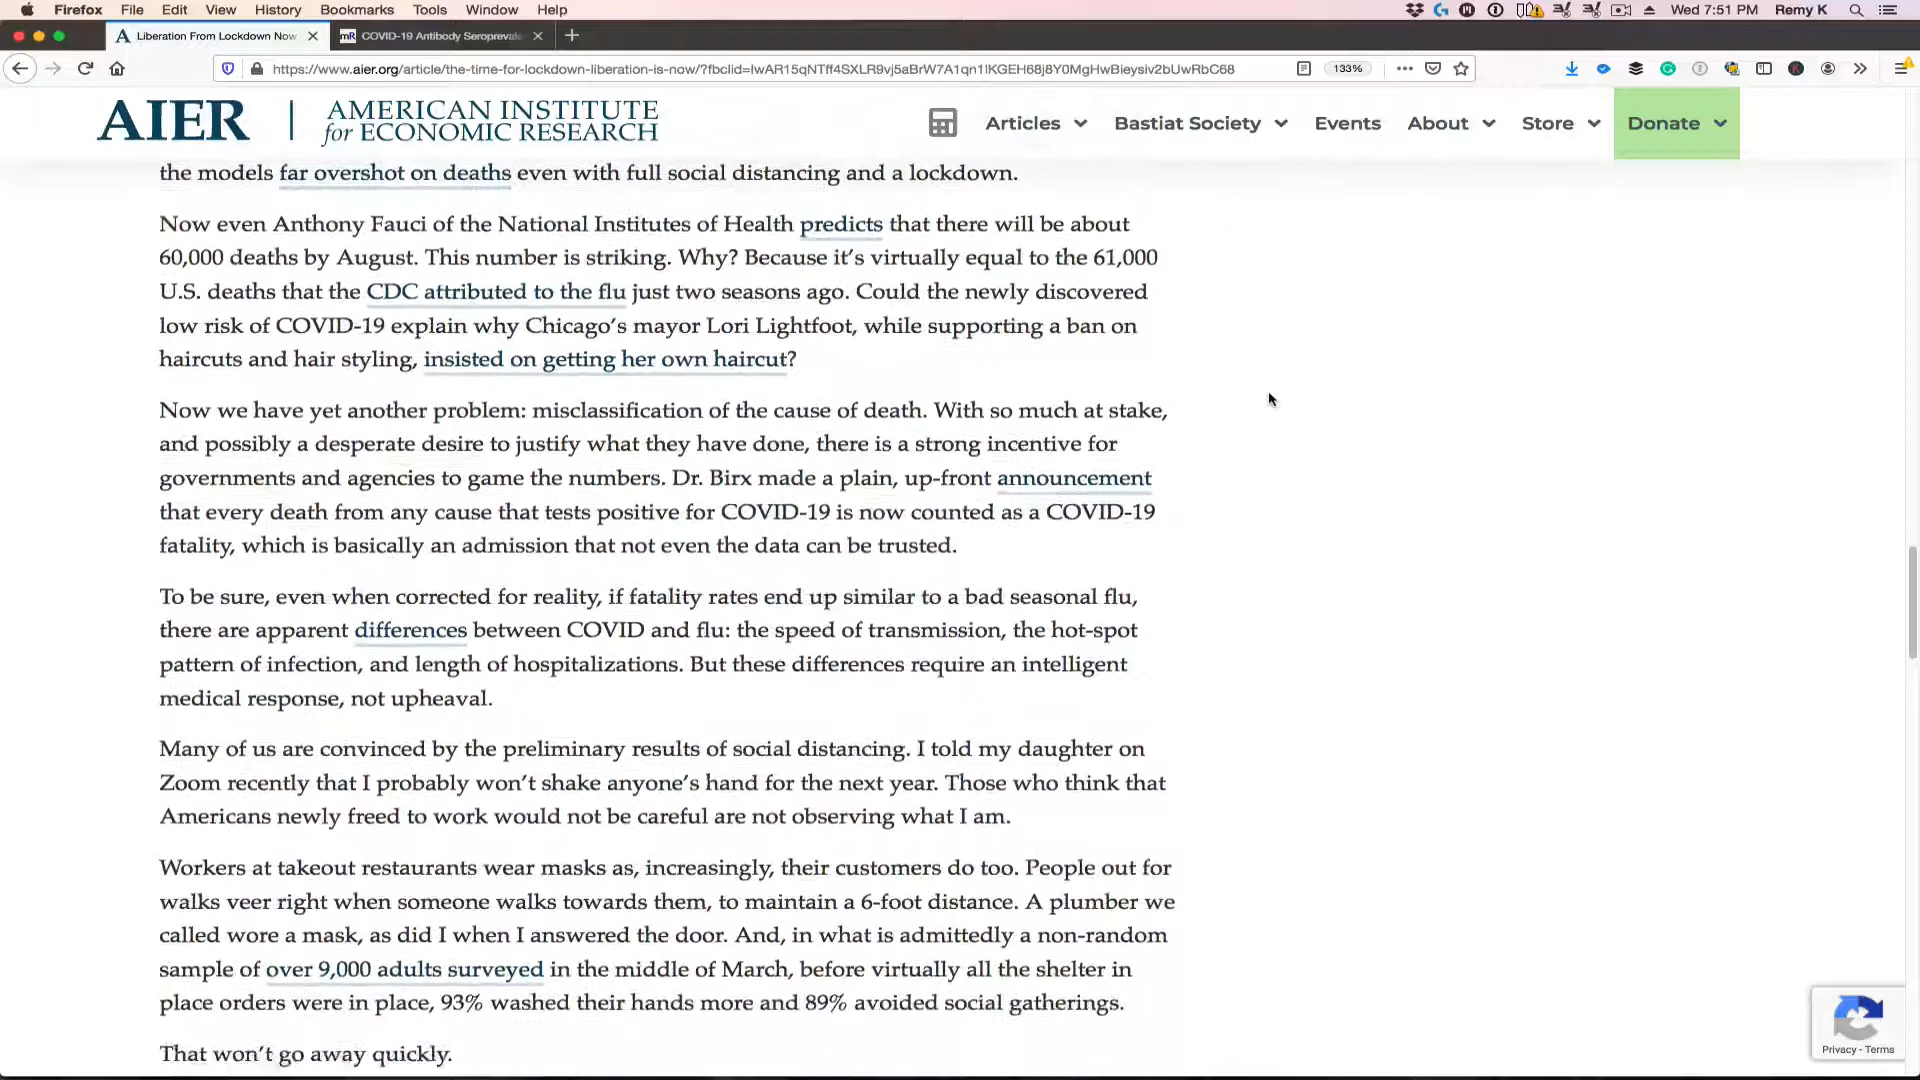 Firefox File Edit View History Bookmarks Tools Window Help Wed 7:51 PM Remy K
Liberation From Lockdown Now
mR COVID-19 Antibody Seropreval
https://www.aier.org/article/the-time-for-lockdown-liberation-is-now/?fbclid=IwAR15qNTff4SXLR9vj5aBrW7A1qn1IKGEH68j8Y0MgHwBieysiv2bUwRbC68 133%
AIER
AMERICAN INSTITUTE
for ECONOMIC RESEARCH
Articles Bastiat Society Events About Store Donate
the models far overshot on deaths even with full social distancing and a lockdown.
Now even Anthony Fauci of the National Institutes of Health predicts that there will be about
60,000 deaths by August. This number is striking. Why? Because it's virtually equal to the 61,000
U.S. deaths that the CDC attributed to the flu just two seasons ago. Could the newly discovered
low risk of COVID-19 explain why Chicago's mayor Lori Lightfoot, while supporting a ban on
haircuts and hair styling, insisted on getting her own haircut?
Now we have yet another problem: misclassification of the cause of death. With so much at stake,
and possibly a desperate desire to justify what they have done, there is a strong incentive for
governments and agencies to game the numbers. Dr. Birx made a plain, up-front announcement
that every death from any cause that tests positive for COVID-19 is now counted as a COVID-19
fatality, which is basically an admission that not even the data can be trusted.
To be sure, even when corrected for reality, if fatality rates end up similar to a bad seasonal flu,
there are apparent differences between COVID and flu: the speed of transmission, the hot-spot
pattern of infection, and length of hospitalizations. But these differences require an intelligent
medical response, not upheaval.
Many of us are convinced by the preliminary results of social distancing. I told my daughter on
Zoom recently that I probably won't shake anyone's hand for the next year. Those who think that
Americans newly freed to work would not be careful are not observing what I am.
Workers at takeout restaurants wear masks as, increasingly, their customers do too. People out for
walks veer right when someone walks towards them, to maintain a 6-foot distance. A plumber we
called wore a mask, as did I when I answered the door. And, in what is admittedly a non-random
sample of over 9,000 adults surveyed in the middle of March, before virtually all the shelter in
place orders were in place, 93% washed their hands more and 89% avoided social gatherings.
That won't go away quickly.
Privacy - Terms